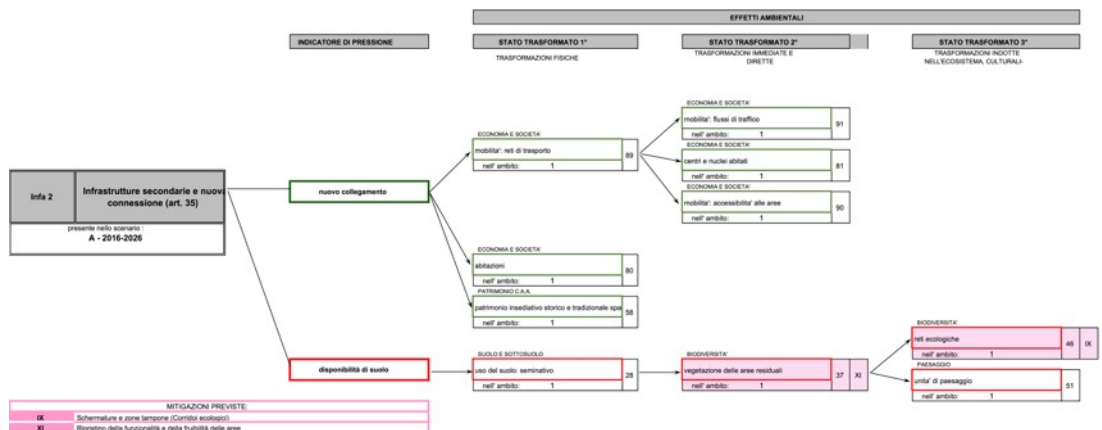 EFFETTI AMBIENTALI
INDICATORE DI PRESSIONE
STATO TRASFORMATO 1°
STATO TRASFORMATO 2°
STATO TRASFORMATO 3°
TRASFORMAZIONI FISICHE
TRASFORMAZIONI IMMEDIATE E
DIRETTE
TRASFORMAZIONI INDOTTE
NELL'ECOSISTEMA, CULTURALI-
ECONOMIA E SOCIETA'
mobilita': flussi di traffico 91
nell' ambito: 1
ECONOMIA E SOCIETA'
mobilita': reti di trasporto 89
nell' ambito: 1
ECONOMIA E SOCIETA'
centri e nuclei abitati 81
nell' ambito: 1
ECONOMIA E SOCIETA'
mobilita': accessibilita' alle aree 90
nell' ambito: 1
Infa 2
Infrastrutture secondarie e nuova
connessione (art. 35)
presente nello scenario :
A - 2016-2026
nuovo collegamento
ECONOMIA E SOCIETA'
abitazioni 80
nell' ambito: 1
PATRIMONIO C.A.A.
patrimonio insediativo storico e tradizionale spa 58
nell' ambito: 1
disponibilità di suolo
SUOLO E SOTTOSUOLO
uso del suolo: seminativo 28
nell' ambito: 1
BIODIVERSITA'
vegetazione delle aree residuali 37 XI
nell' ambito: 1
BIODIVERSITA'
reti ecologiche 46 IX
nell' ambito: 1
PAESAGGIO
unita' di paesaggio 51
nell' ambito: 1
MITIGAZIONI PREVISTE:
IX Schermature e zone tampone (Corridoi ecologici)
XI Ripristino della funzionalità e della fruibilità delle aree